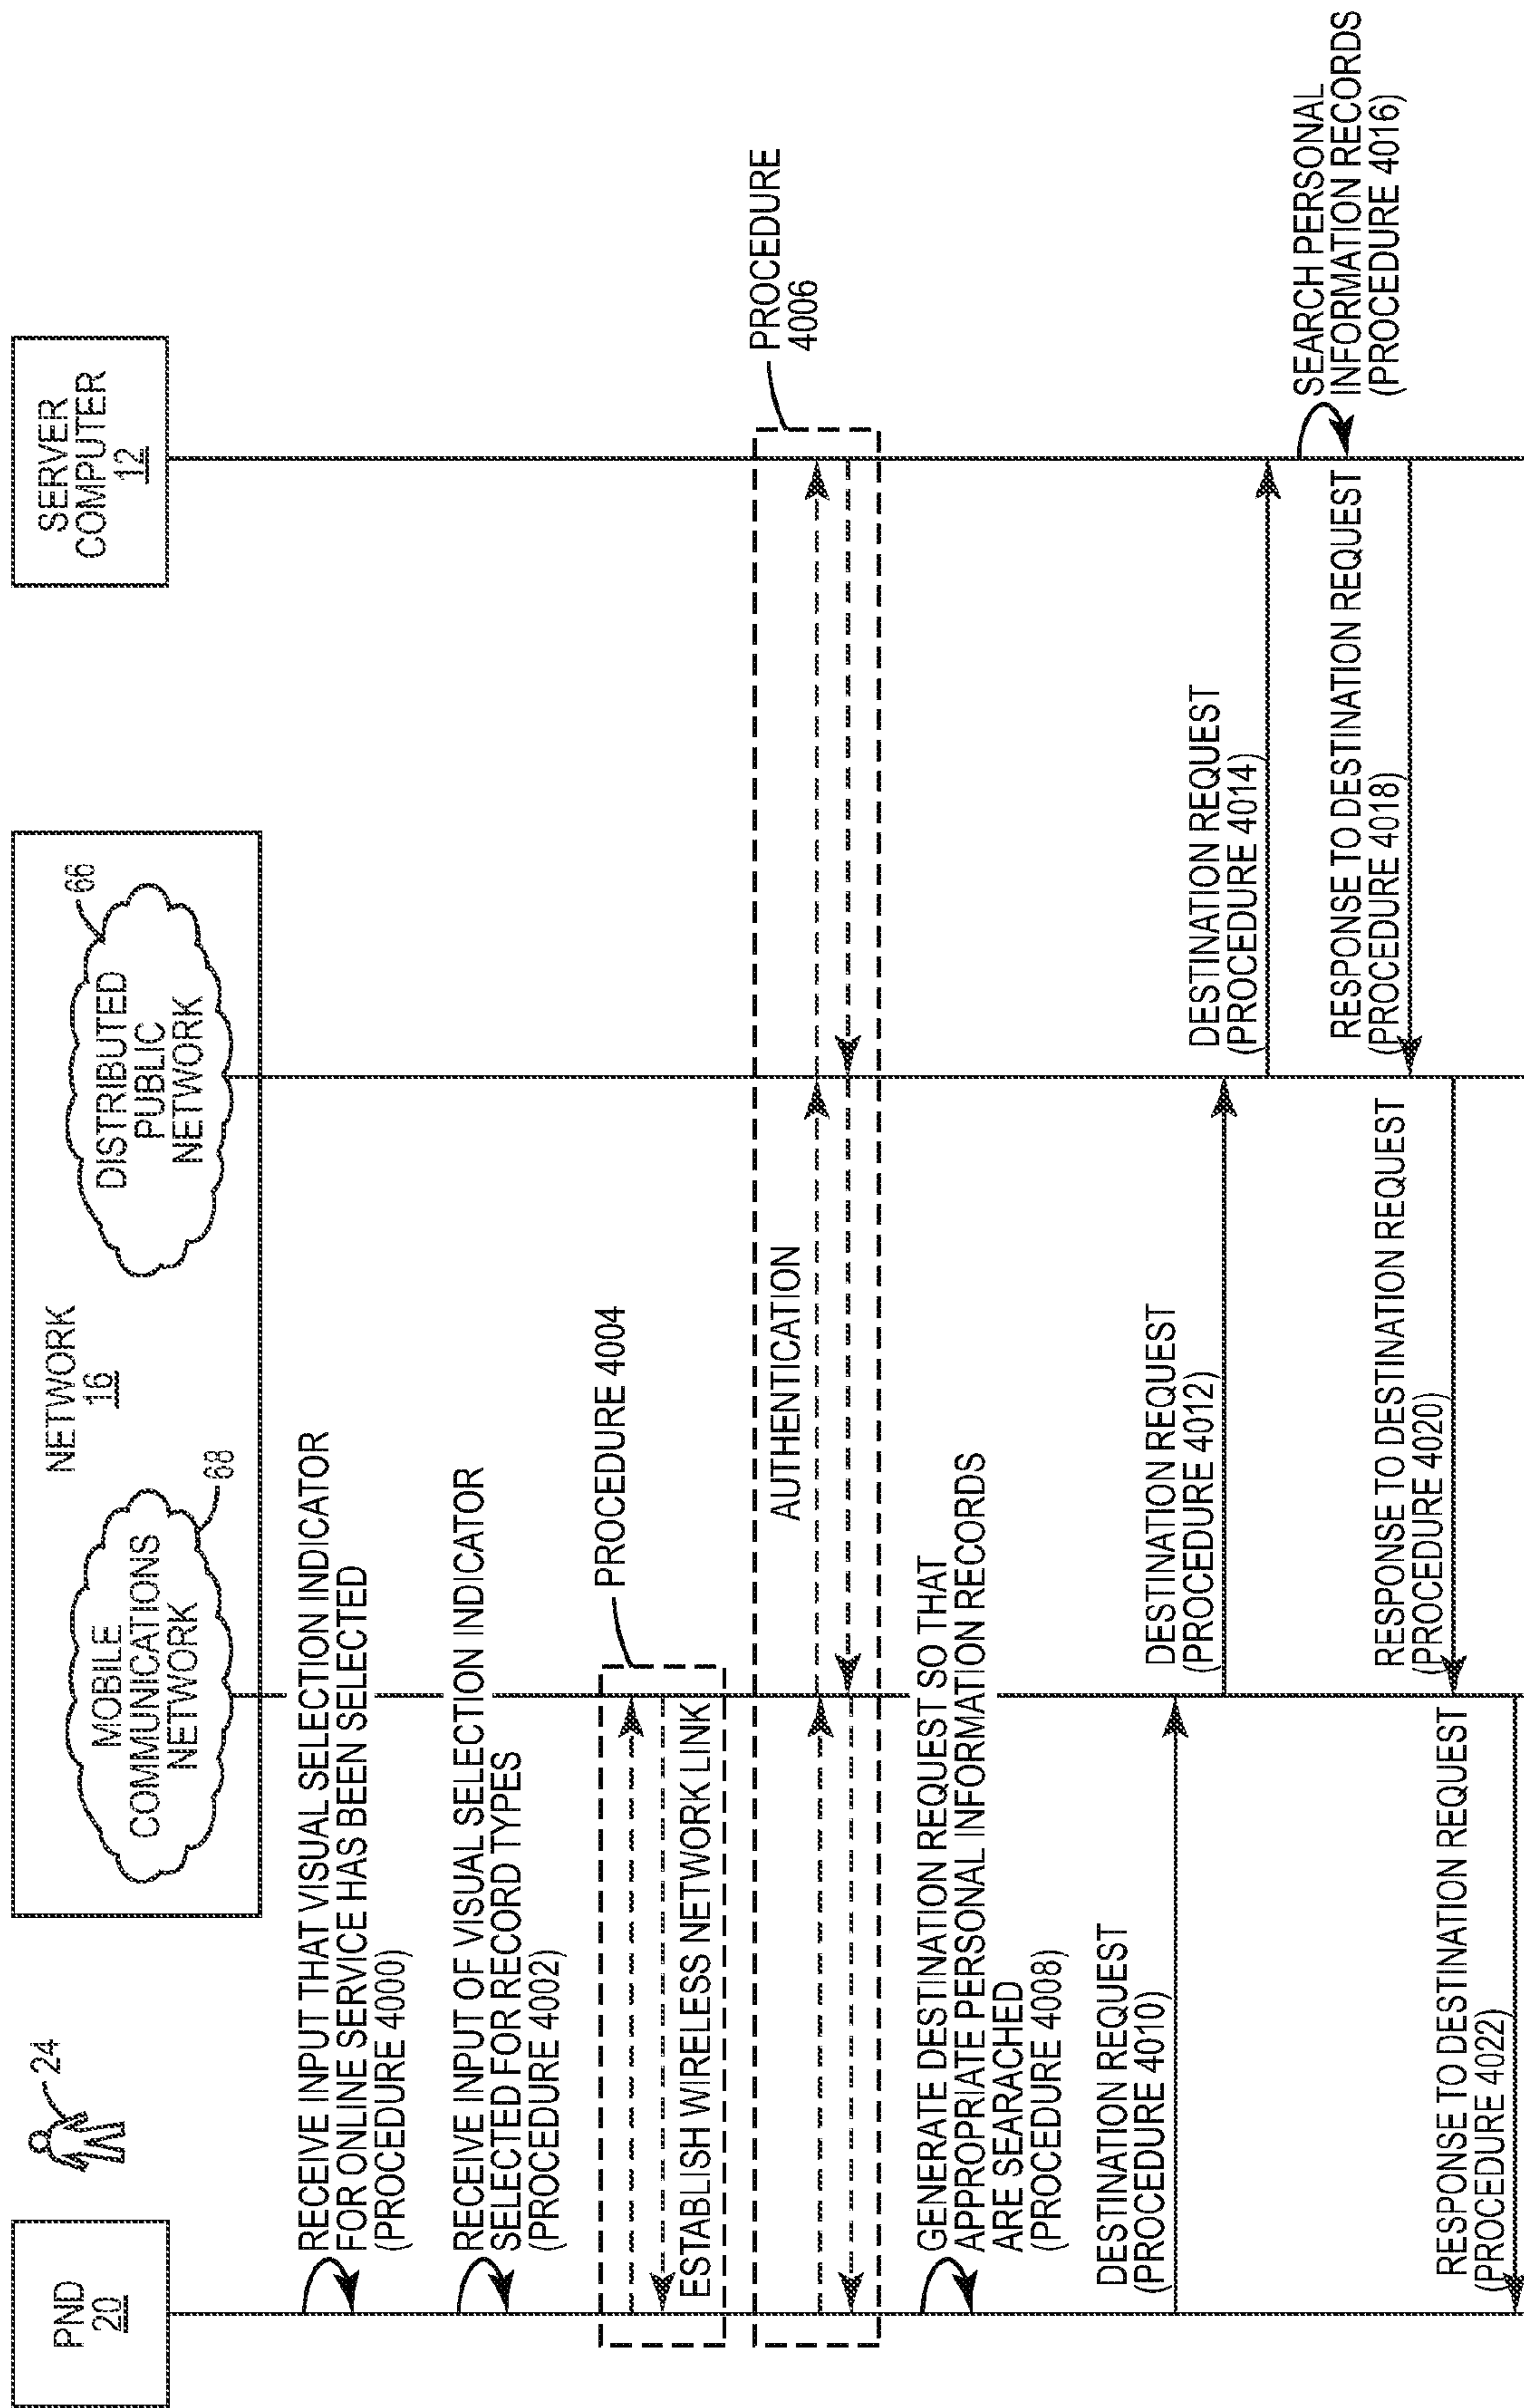 PND
20
24
NETWORK
16
MOBILE
COMMUNICATIONS
NETWORK
68
DISTRIBUTED
PUBLIC
NETWORK
66
SERVER
COMPUTER
12
RECEIVE INPUT THAT VISUAL SELECTION INDICATOR
FOR ONLINE SERVICE HAS BEEN SELECTED
(PROCEDURE 4000)
RECEIVE INPUT OF VISUAL SELECTION INDICATOR
SELECTED FOR RECORD TYPES
(PROCEDURE 4002)
PROCEDURE 4004
ESTABLISH WIRELESS NETWORK LINK
PROCEDURE
4006
AUTHENTICATION
GENERATE DESTINATION REQUEST SO THAT
APPROPRIATE PERSONAL INFORMATION RECORDS
ARE SEARACHED
(PROCEDURE 4008)
DESTINATION REQUEST
(PROCEDURE 4010)
DESTINATION REQUEST
(PROCEDURE 4012)
DESTINATION REQUEST
(PROCEDURE 4014)
SEARCH PERSONAL
INFORMATION RECORDS
(PROCEDURE 4016)
RESPONSE TO DESTINATION REQUEST
(PROCEDURE 4018)
RESPONSE TO DESTINATION REQUEST
(PROCEDURE 4020)
RESPONSE TO DESTINATION REQUEST
(PROCEDURE 4022)